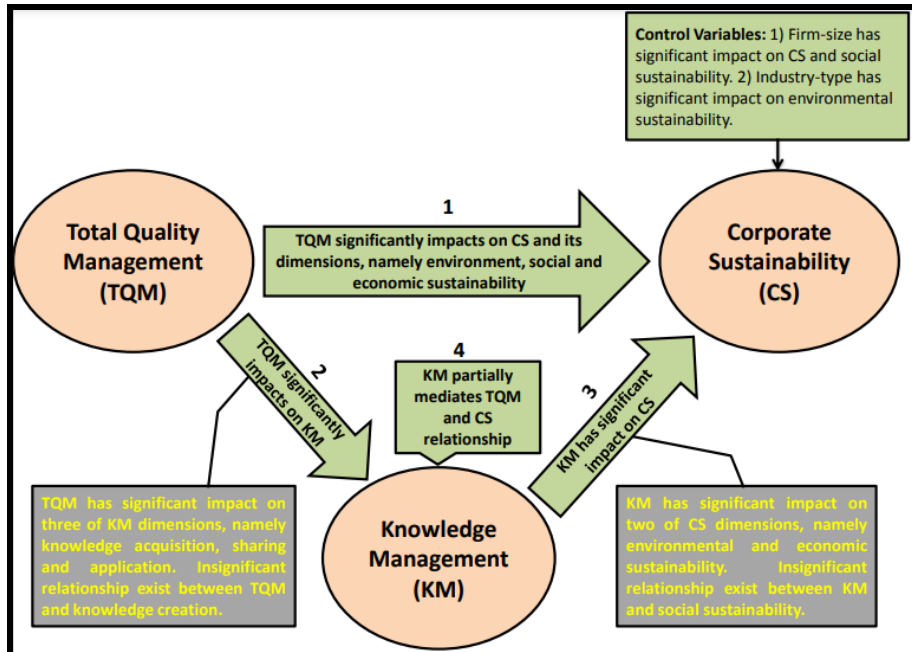 Control Variables: 1) Firm-size has
significant impact on CS and social
sustainability. 2) Industry-type has
significant impact on environmental
sustainability.
Total Quality
Management
(TQM)
1
TQM significantly impacts on CS and its
dimensions, namely environment, social and
economic sustainability
Corporate
Sustainability
(CS)
2
TQM significantly
impacts on KM
4
KM partially
mediates TQM
and CS
relationship
3
KM has significant
impact on CS
TQM has significant impact on
three of KM dimensions, namely
knowledge acquisition, sharing
and application. Insignificant
relationship exist between TQM
and knowledge creation.
Knowledge
Management
(KM)
KM has significant impact on
two of CS dimensions, namely
environmental and economic
sustainability. Insignificant
relationship exist between KM
and social sustainability.